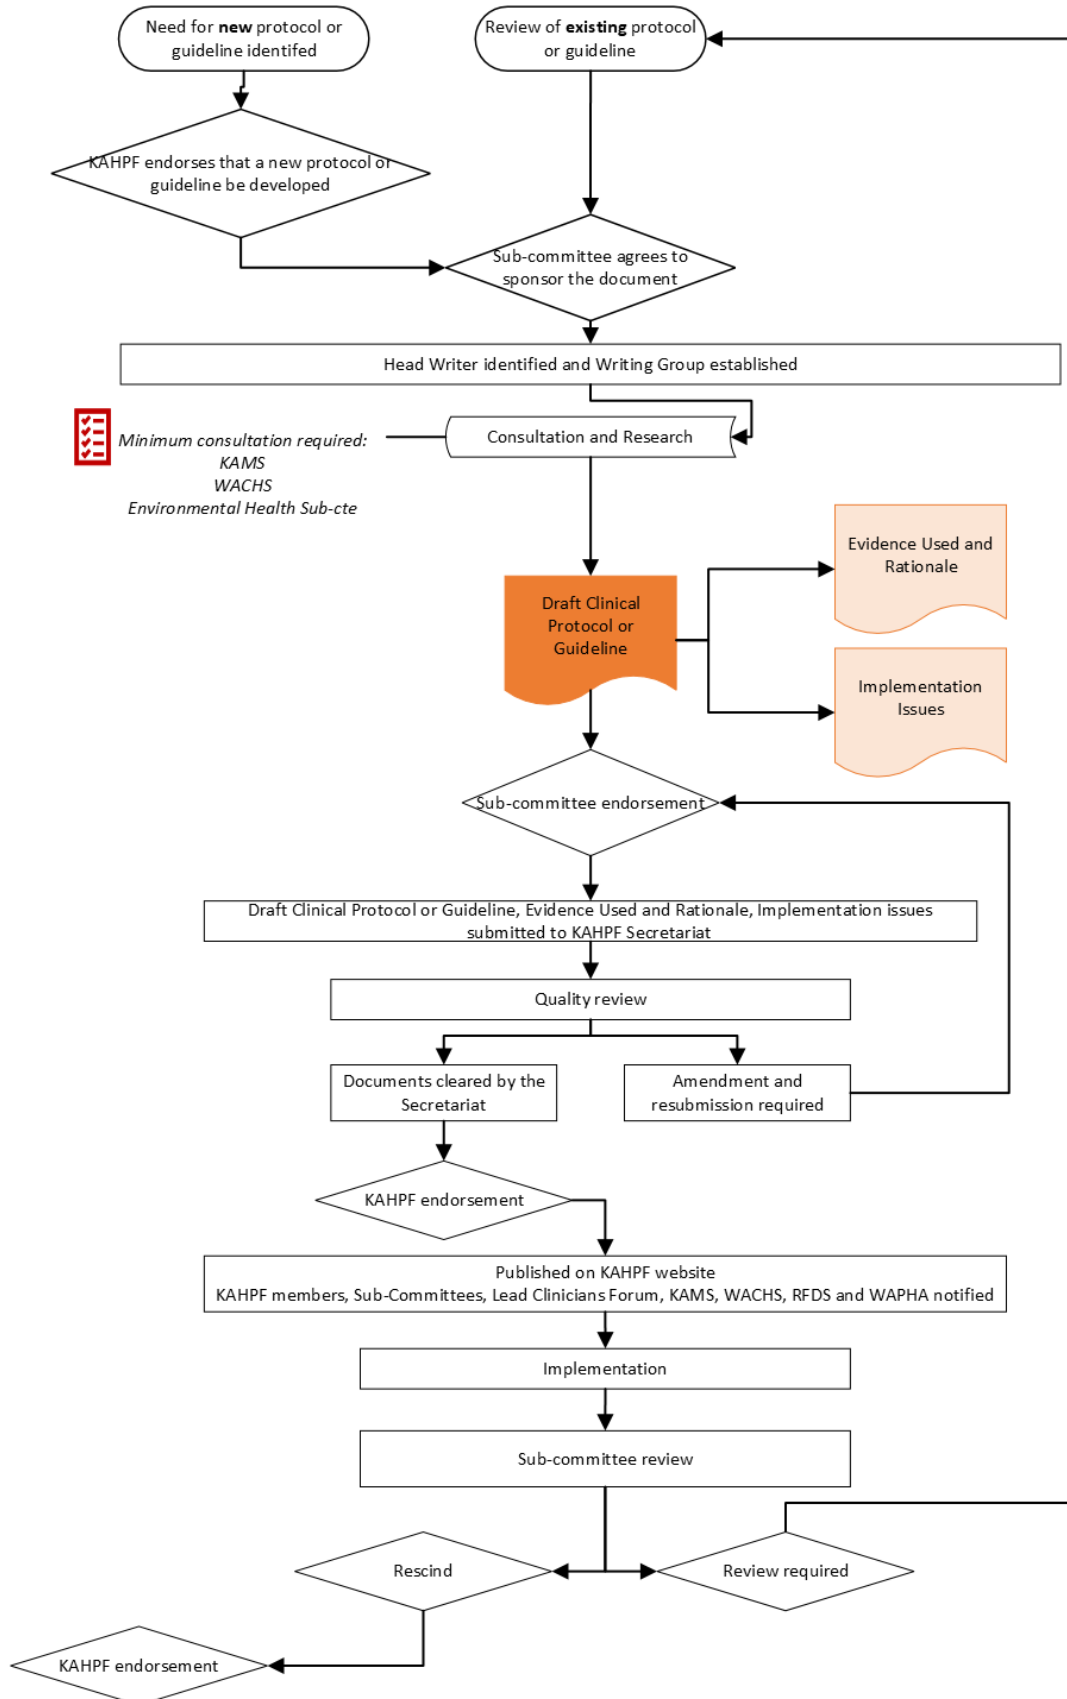 Need for new protocol or
guideline identifed
Review of existing protocol
or guideline
KAHPF endorses that a new protocol or
guideline be developed
Sub-committee agrees to
sponsor the document
Head Writer identified and Writing Group established
Minimum consultation required:
KAMS
WACHS
Environmental Health Sub-cte
Consultation and Research
Evidence Used and
Rationale
Draft Clinical
Protocol or
Guideline
Implementation
Issues
Sub-committee endorsement
Draft Clinical Protocol or Guideline, Evidence Used and Rationale, Implementation issues
submitted to KAHPF Secretariat
Quality review
Documents cleared by the
Secretariat
Amendment and
resubmission required
KAHPF endorsement
Published on KAHPF website
KAHPF members, Sub-Committees, Lead Clinicians Forum, KAMS, WACHS, RFDS and WAPHA notified
Implementation
Sub-committee review
Rescind
Review required
KAHPF endorsement